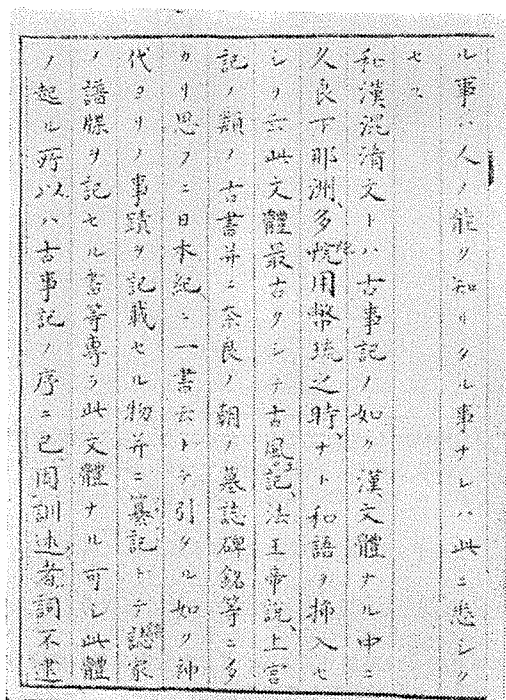 ル事ハ人ノ能ク知リタル事ナレハ此ニ悉シク
セス
和漢混淆文トハ古事記ノ如ク漢文體ナル中ニ
久良下那洲、多陀用幣琉之時、ナト和語ヲ挿入セ
シヲ云此文體最古クシテ古風土記、法王帝説、上宮
記ノ類ノ古書并ニ奈良ノ朝ノ墓誌碑銘等ニ多
カリ思フニ日本紀ニ一書云トテ引タル如ク神
代ヨリノ事蹟ヲ記載セル物并ニ纂記トテ諸家
ノ譜牒ヲ記セル書等專ラ此文體ナル可シ此體
ノ起ル所以ハ古事記ノ序ニ已因訓述者詞不逮